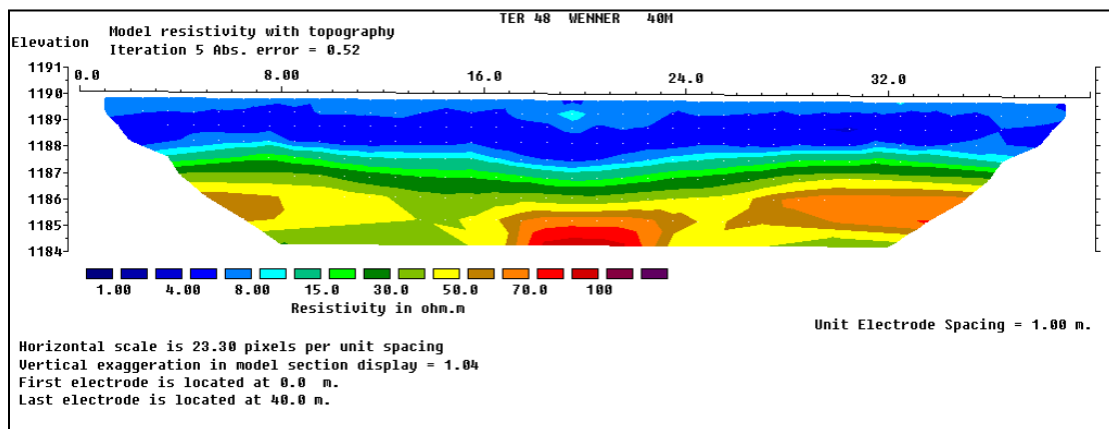 TER 48 WENNER 40M
Model resistivity with topography
Elevation
Iteration 5 Abs. error = 0.52
0.0 8.00 16.0 24.0 32.0
1191
1190
1189
1188
1187
1186
1185
1184
1.00 4.00 8.00 15.0 30.0 50.0 70.0 100
Resistivity in ohm.m
Unit Electrode Spacing = 1.00 m.
Horizontal scale is 23.30 pixels per unit spacing
Vertical exaggeration in model section display = 1.04
First electrode is located at 0.0 m.
Last electrode is located at 40.0 m.